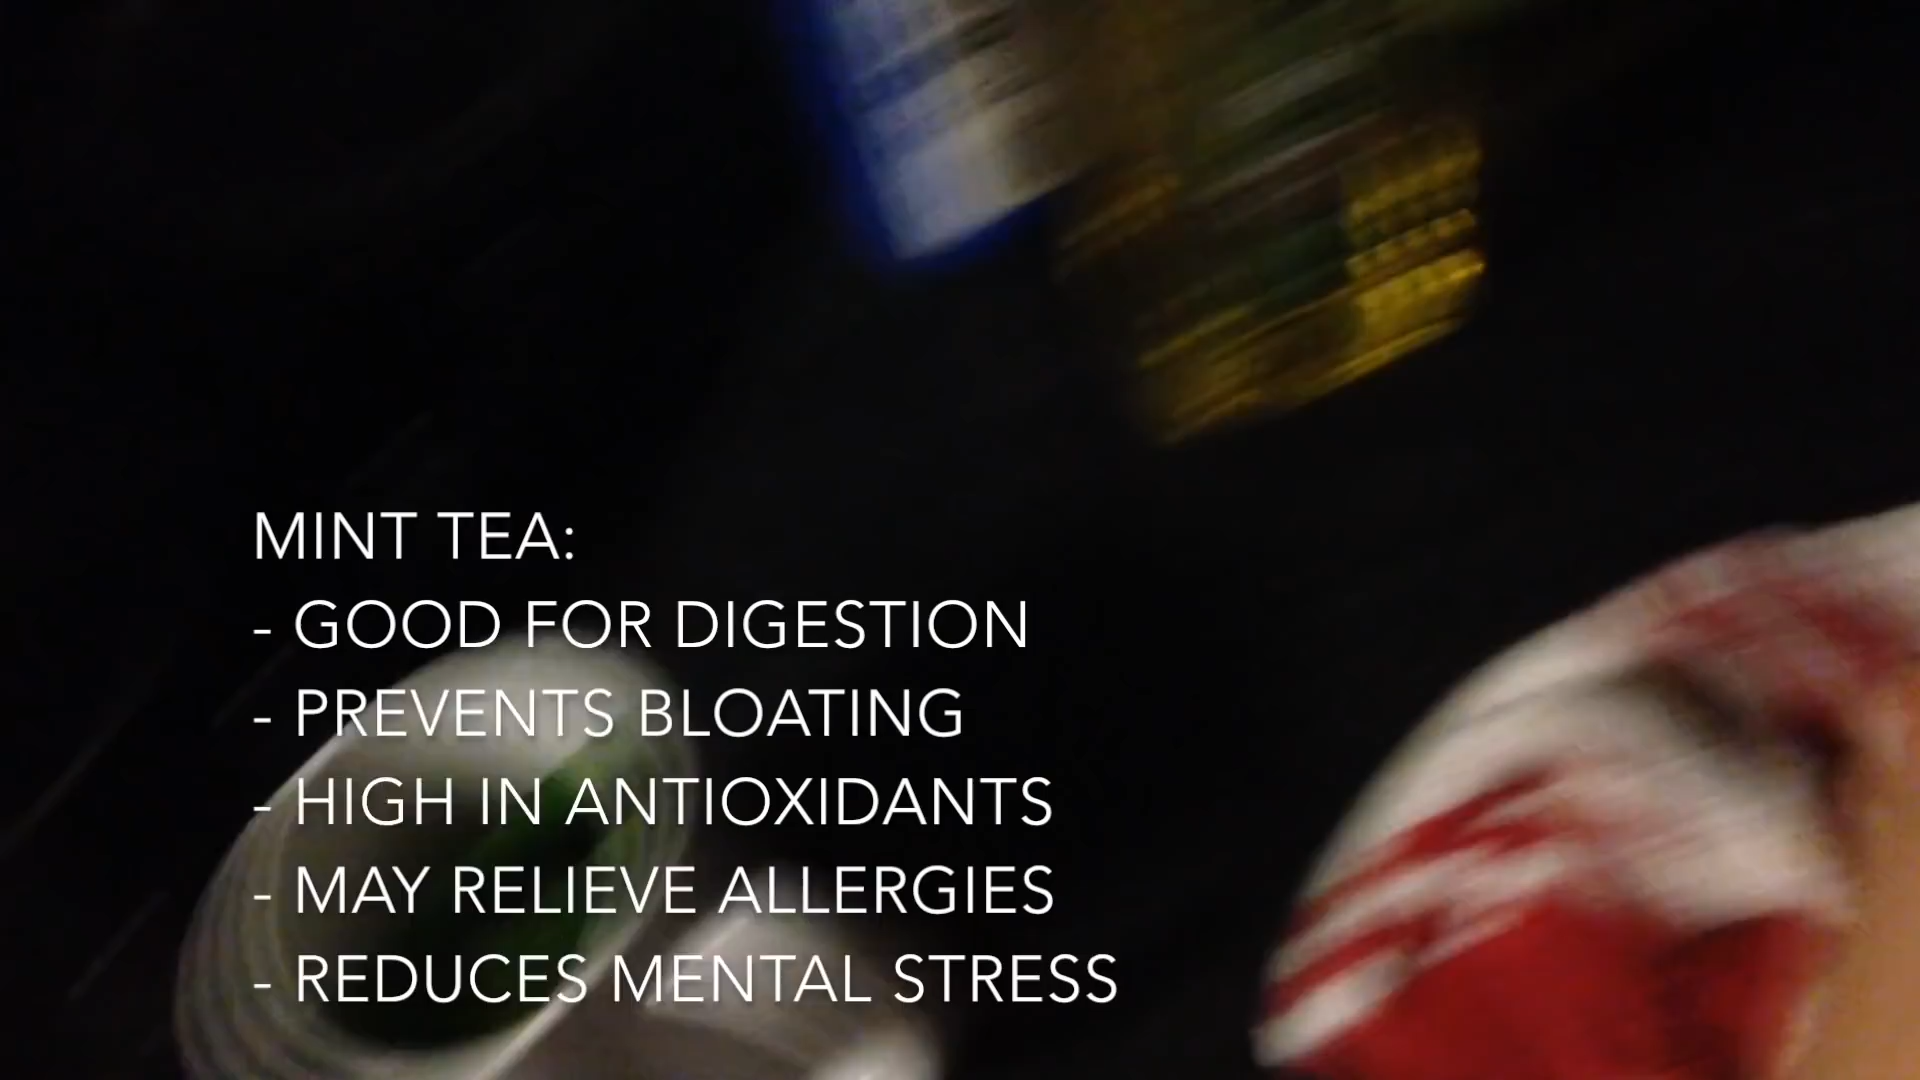 MINT TEA:
- GOOD FOR DIGESTION
- PREVENTS BLOATING
- HIGH IN ANTIOXIDANTS
- MAY RELIEVE ALLERGIES
- REDUCES MENTAL STRESS